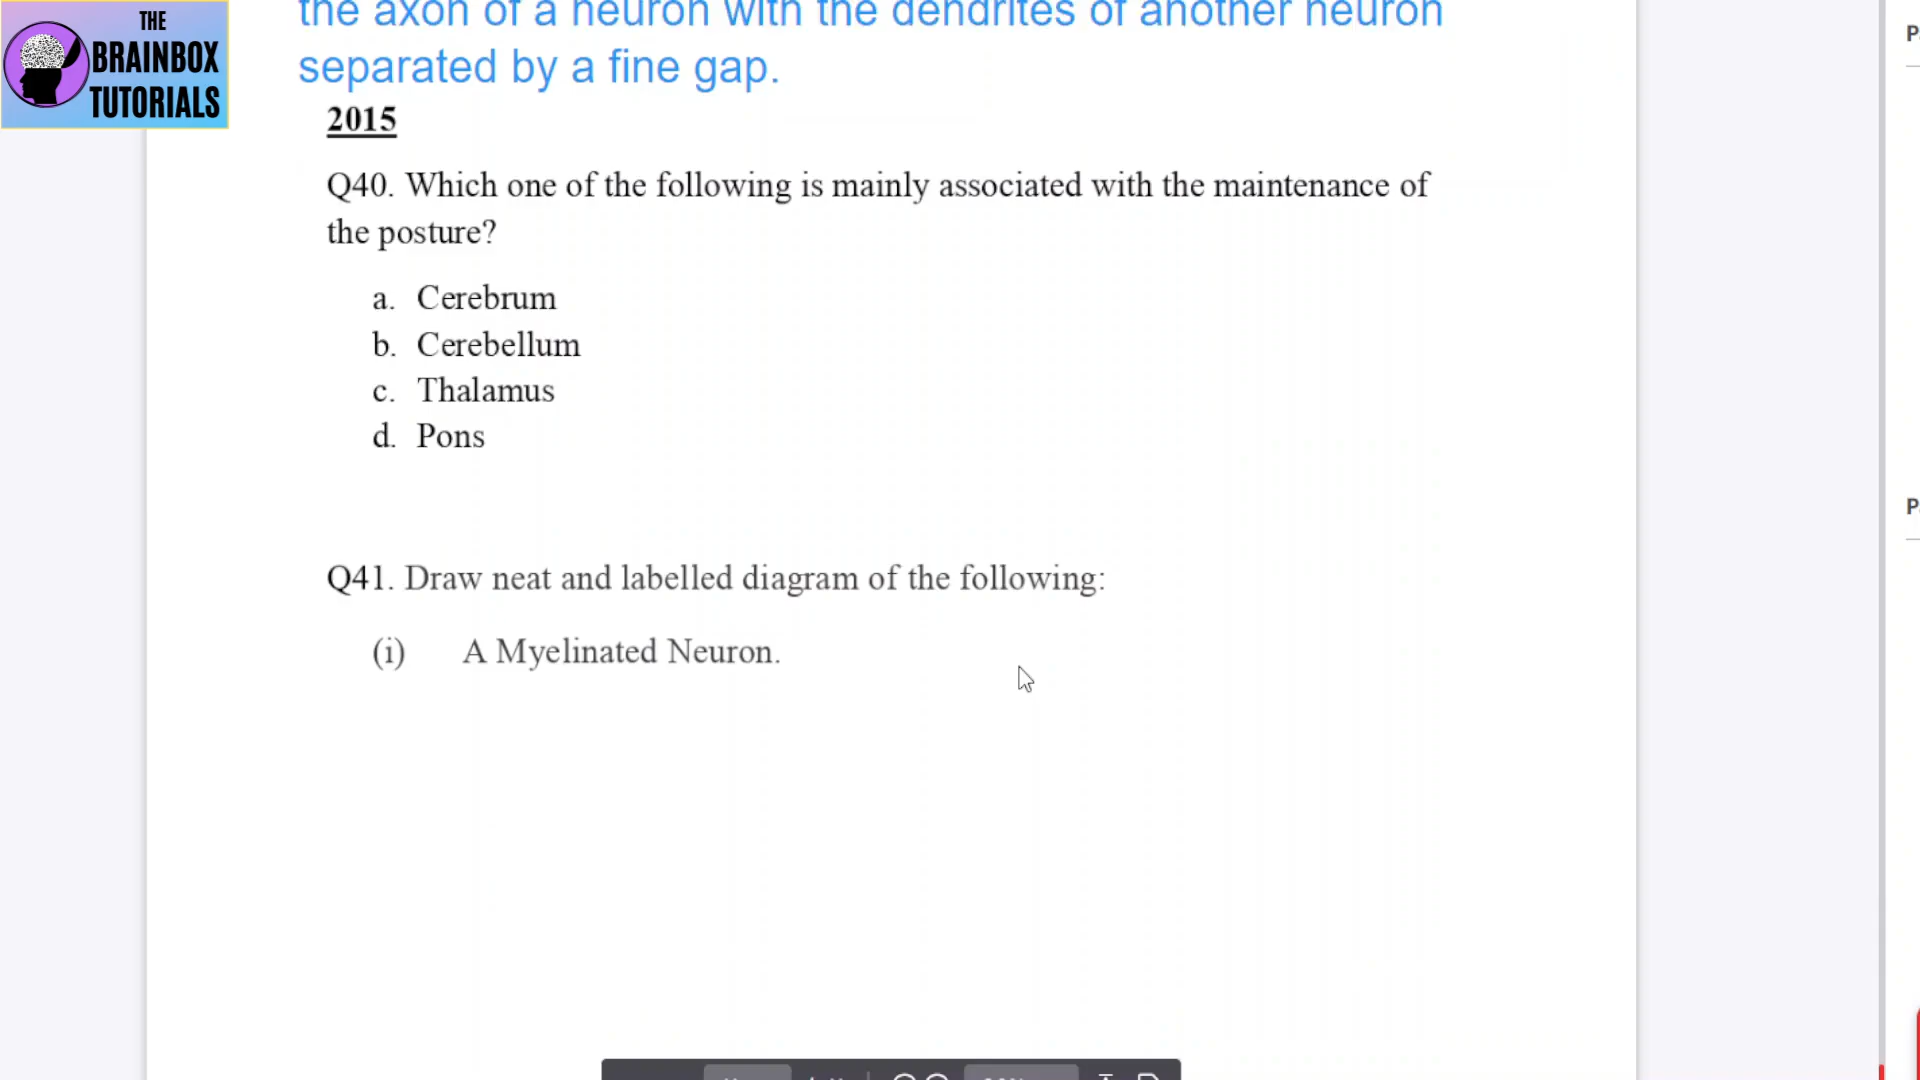 THE
BRAINBOX
TUTORIALS
the axon of a neuron with the dendrites of another neuron
separated by a fine gap.
2015
Q40. Which one of the following is mainly associated with the maintenance of
the posture?
a. Cerebrum
b. Cerebellum
c. Thalamus
d. Pons
Q41. Draw neat and labelled diagram of the following:
(i) A Myelinated Neuron.